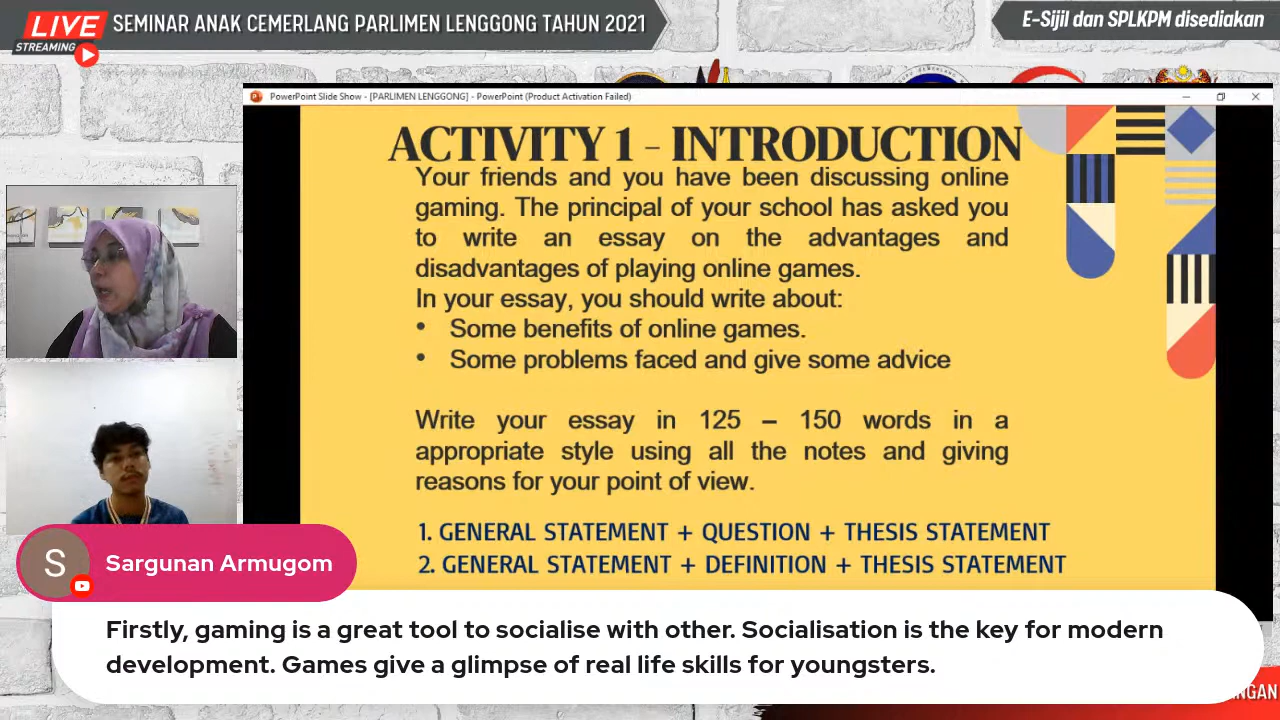 LIVE
STREAMING
SEMINAR ANAK CEMERLANG PARLIMEN LENGGONG TAHUN 2021
E-Sijil dan SPLKPM disediakan
PowerPoint Slide Show - [PARLIMEN LENGGONG] - PowerPoint (Product Activation Failed)
ACTIVITY 1 - INTRODUCTION
Your friends and you have been discussing online
gaming. The principal of your school has asked you
to write an essay on the advantages and
disadvantages of playing online games.
In your essay, you should write about:
• Some benefits of online games.
• Some problems faced and give some advice
Write your essay in 125 – 150 words in a
appropriate style using all the notes and giving
reasons for your point of view.
1. GENERAL STATEMENT + QUESTION + THESIS STATEMENT
2. GENERAL STATEMENT + DEFINITION + THESIS STATEMENT
S
Sargunan Armugom
Firstly, gaming is a great tool to socialise with other. Socialisation is the key for modern
development. Games give a glimpse of real life skills for youngsters.